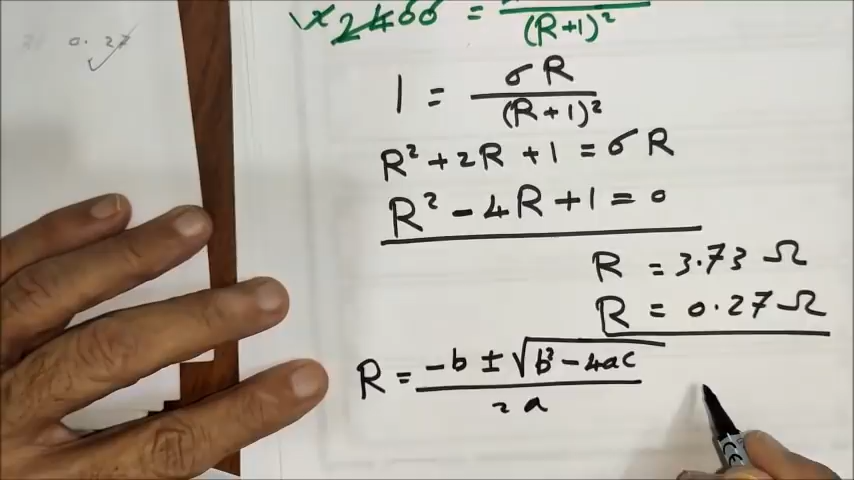 0.27
2400 =
(R+1)²
1 = 6R
(R+1)²
R² + 2R + 1 = 6R
R² - 4R + 1 = 0
R = 3.73 Ω
R = 0.27 Ω
R = -b ± √b² - 4ac
2a
CE